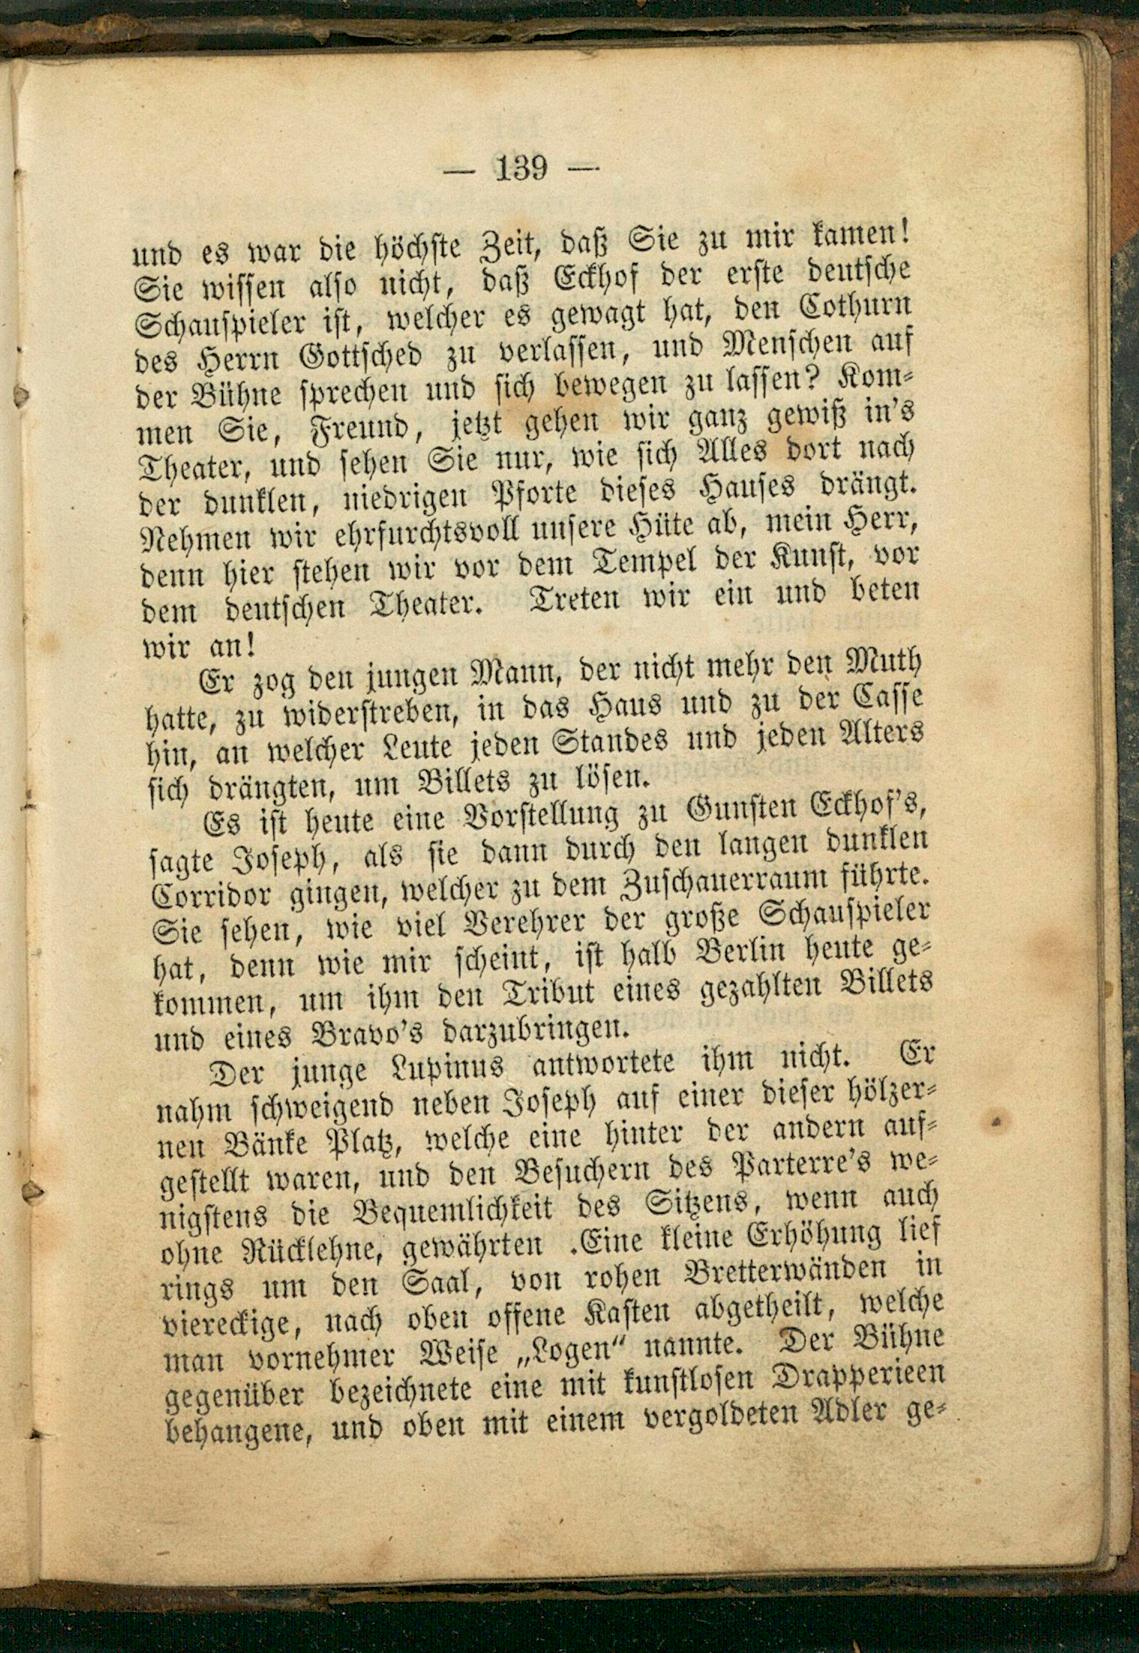 — 139 —
und es war die höchste Zeit, daß Sie zu mir kamen!
Sie wissen also nicht, daß Eckhof der erste deutsche
Schauspieler ist, welcher es gewagt hat, den Cothurn
des Herrn Gottsched zu verlassen, und Menschen auf
der Bühne sprechen und sich bewegen zu lassen? Kom-
men Sie, Freund, jetzt gehen wir ganz gewiß in's
Theater, und sehen Sie nur, wie sich Alles dort nach
der dunklen, niedrigen Pforte dieses Hauses drängt.
Nehmen wir ehrfurchtsvoll unsere Hüte ab, mein Herr,
denn hier stehen wir vor dem Tempel der Kunst, vor
dem deutschen Theater. Treten wir ein und beten
wir an!
Er zog den jungen Mann, der nicht mehr den Muth
hatte, zu widerstreben, in das Haus und zu der Casse
hin, an welcher Leute jeden Standes und jeden Alters
sich drängten, um Billets zu lösen.
Es ist heute eine Vorstellung zu Gunsten Eckhof's,
sagte Joseph, als sie dann durch den langen dunklen
Corridor gingen, welcher zu dem Zuschauerraum führte.
Sie sehen, wie viel Verehrer der große Schauspieler
hat, denn wie mir scheint, ist halb Berlin heute ge-
kommen, um ihm den Tribut eines gezahlten Billets
und eines Bravo's darzubringen.
Der junge Lupinus antwortete ihm nicht. Er
nahm schweigend neben Joseph auf einer dieser hölzer-
nen Bänke Platz, welche eine hinter der andern auf-
gestellt waren, und den Besuchern des Parterre's we-
nigstens die Bequemlichkeit des Sitzens, wenn auch
ohne Rücklehne, gewährten .Eine kleine Erhöhung lief
rings um den Saal, von rohen Bretterwänden in
viereckige, nach oben offene Kasten abgetheilt, welche
man vornehmer Weise „Logen“ nannte. Der Bühne
gegenüber bezeichnete eine mit kunstlosen Drapperieen
behangene, und oben mit einem vergoldeten Adler ge-